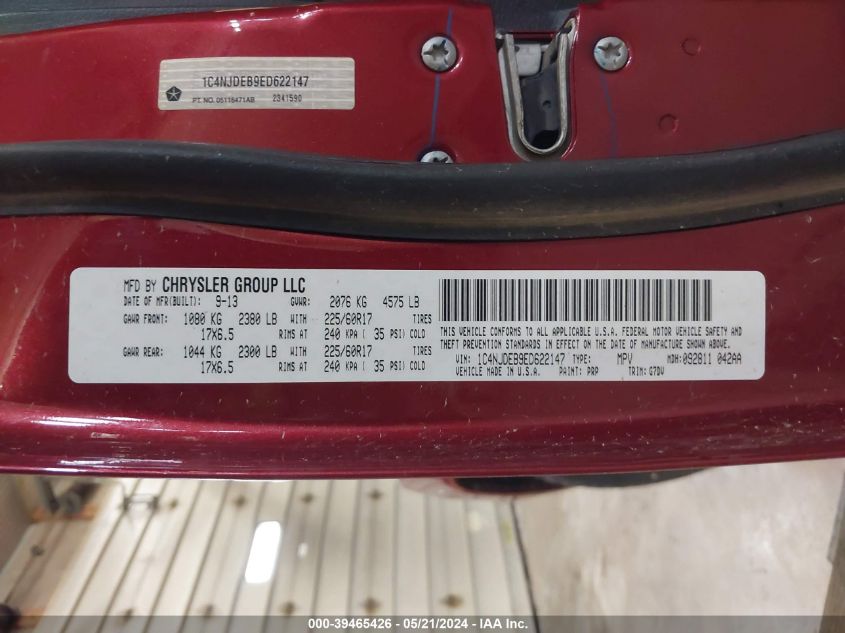 1C4NJDEB9ED622147
PT. NO. 05116471AB 2341590
MFD BY CHRYSLER GROUP LLC
DATE OF MFR(BUILT): 9-13 GVWR: 2076 KG 4575 LB
GAWR FRONT: 1080 KG 2380 LB WITH 225/60R17 TIRES
17X6.5 RIMS AT 240 KPA ( 35 PSI) COLD
GAWR REAR: 1044 KG 2300 LB WITH 225/60R17 TIRES
17X6.5 RIMS AT 240 KPA ( 35 PSI) COLD
THIS VEHICLE CONFORMS TO ALL APPLICABLE U.S.A. FEDERAL MOTOR VEHICLE SAFETY AND
THEFT PREVENTION STANDARDS IN EFFECT ON THE DATE OF MANUFACTURE SHOWN ABOVE.
VIN: 1C4NJDEB9ED622147 TYPE: MPV MDH:092811 042AA
VEHICLE MADE IN U.S.A. PAINT: PRP TRIM: G7DV
000-39465426 / 05/21/2024 - IAA Inc.